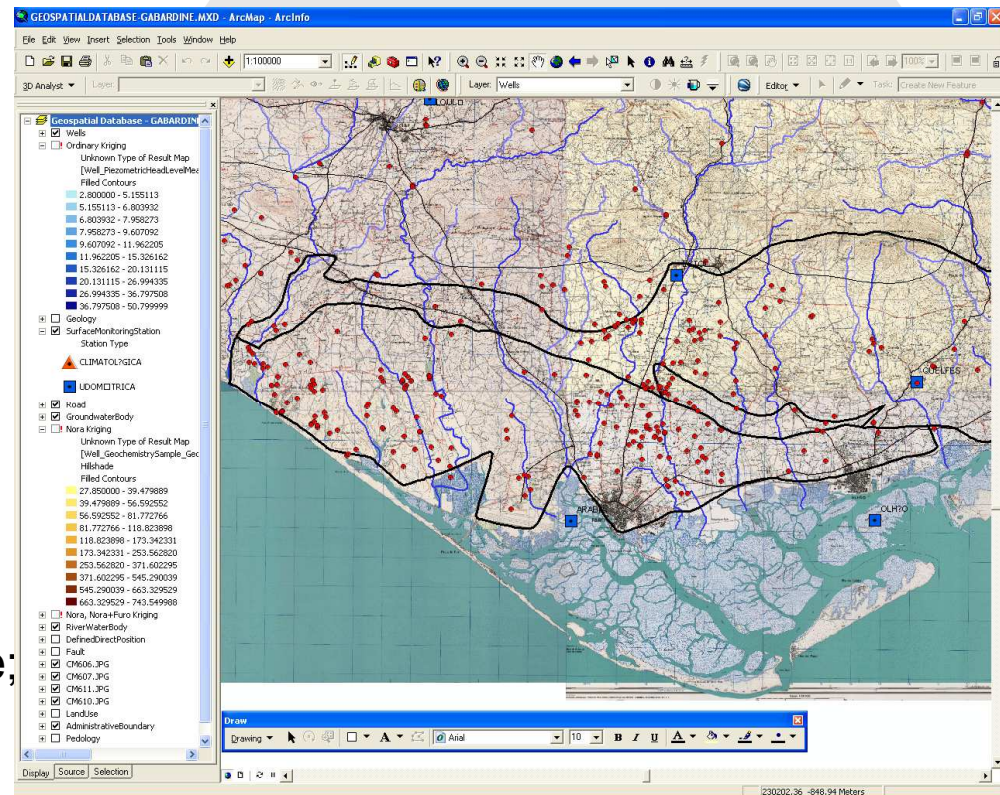 GEOSPATIALDATABASE-GABARDINE.MXD - ArcMap - ArcInfo
File Edit View Insert Selection Tools Window Help
1:100000
100%
3D Analyst Layer: Layer: Wells Editor Task: Create New Feature
Geospatial Database - GABARDIN
Wells
Ordinary Kriging
Unknown Type of Result Map
[Well_PiezometricHeadLevelMea
Filled Contours
2.800000 - 5.155113
5.155113 - 6.803932
6.803932 - 7.958273
7.958273 - 9.607092
9.607092 - 11.962205
11.962205 - 15.326162
15.326162 - 20.131115
20.131115 - 26.994335
26.994335 - 36.797508
36.797508 - 50.799999
Geology
SurfaceMonitoringStation
Station Type
CLIMATOL?GICA
UDOM□ITRICA
Road
GroundwaterBody
Nora Kriging
Unknown Type of Result Map
[Well_GeochemistrySample_Geo
Hillshade
Filled Contours
27.850000 - 39.479889
39.479889 - 56.592552
56.592552 - 81.772766
81.772766 - 118.823898
118.823898 - 173.342331
173.342331 - 253.562820
253.562820 - 371.602295
371.602295 - 545.290039
545.290039 - 663.329529
663.329529 - 743.549988
Nora, Nora+Furo Kriging
RiverWaterBody
DefinedDirectPosition
Fault
CM606.JPG
CM607.JPG
CM611.JPG
CM610.JPG
LandUse
AdministrativeBoundary
Pedology
Display Source Selection
e;
LOUL□
QUELFES
OLH?O
Draw
Drawing A Arial 10 B I U A
230202.36 -848.94 Meters